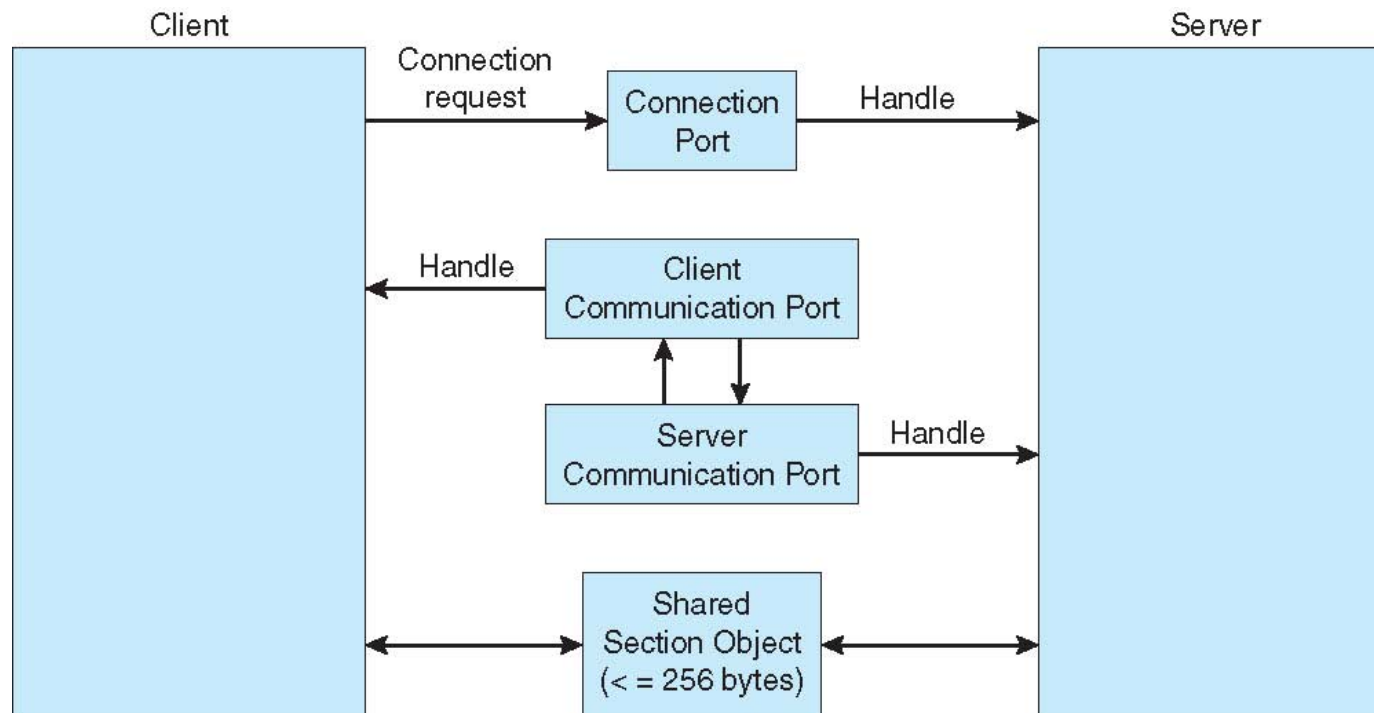 Client
Server
Connection
request
Connection
Port
Handle
Handle
Client
Communication Port
Server
Communication Port
Handle
Shared
Section Object
(< = 256 bytes)